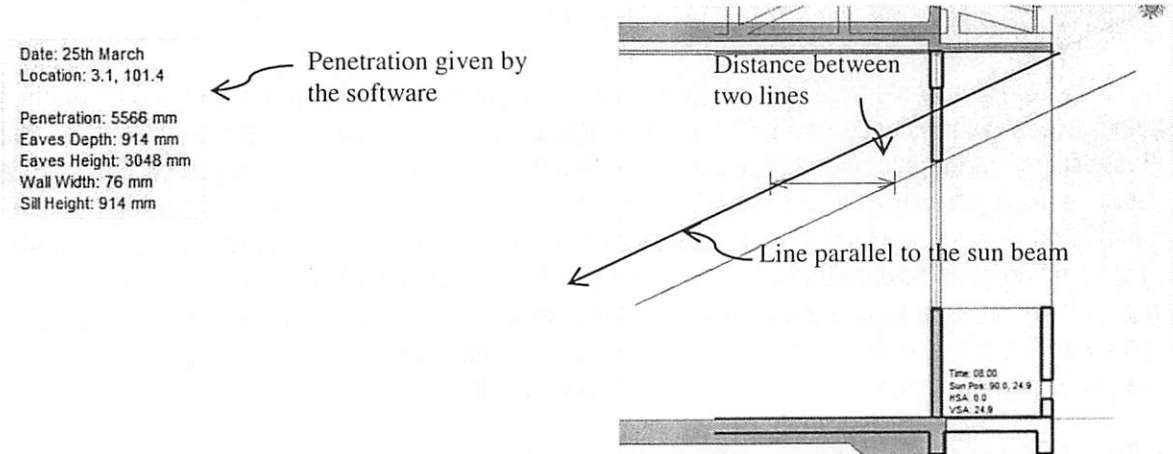 Date: 25th March
Location: 3.1, 101.4
Penetration: 5566 mm
Eaves Depth: 914 mm
Eaves Height: 3048 mm
Wall Width: 76 mm
Sill Height: 914 mm
Penetration given by
the software
Distance between
two lines
Line parallel to the sun beam
Time: 08.00
Sun Pos: 90.0, 24.9
HSA: 0.0
VSA: 24.9